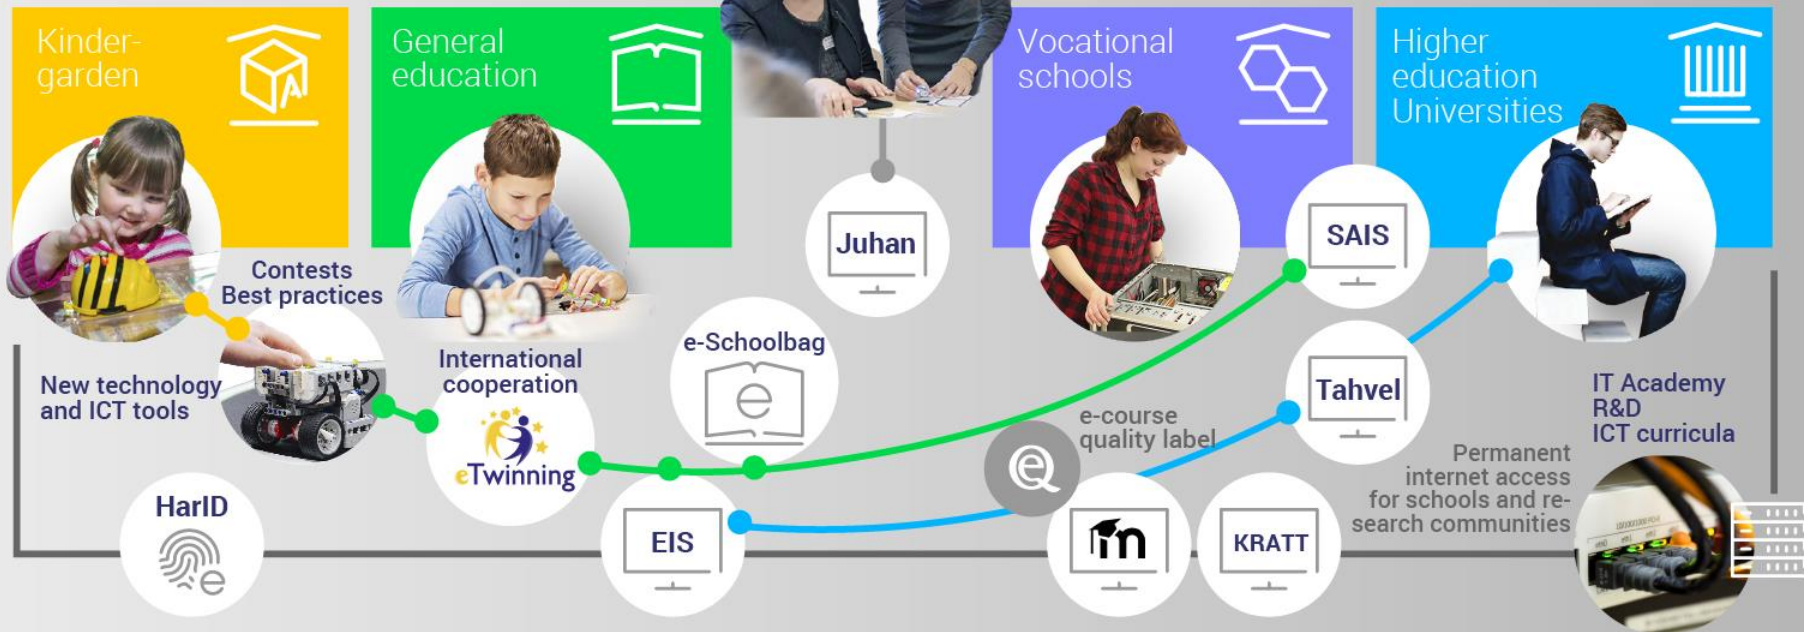 Kinder-
garden
A
General
education
Vocational
schools
Higher
education
Universities
Juhan
SAIS
Contests
Best practices
New technology
and ICT tools
International
cooperation
eTwinning
e-Schoolbag
e
Tahvel
e-course
quality label
IT Academy
R&D
ICT curricula
Permanent
internet access
for schools and re-
search communities
HarID
e
EIS
m
KRATT